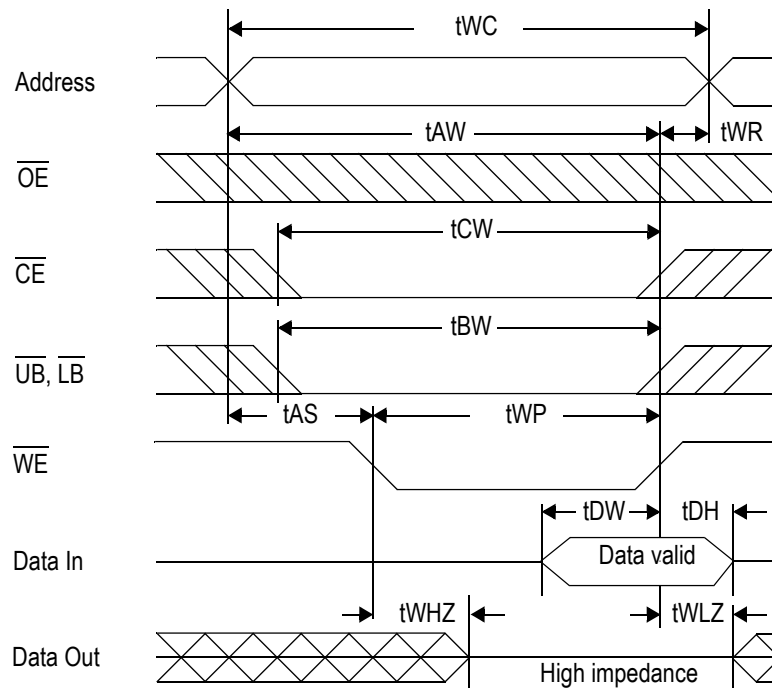 tWC
Address
tAW tWR
OE
tCW
CE
tBW
UB, LB
tAS tWP
WE
tDW tDH
Data In Data valid
tWHZ tWLZ
Data Out High impedance